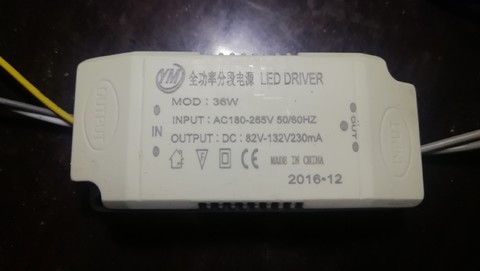 YM 全功率分段电源 LED DRIVER
MOD : 36W
INPUT : AC180-265V 50/60HZ
OUTPUT : DC : 82V-132V230mA
IN
OUT
F CE MADE IN CHINA
2016·12